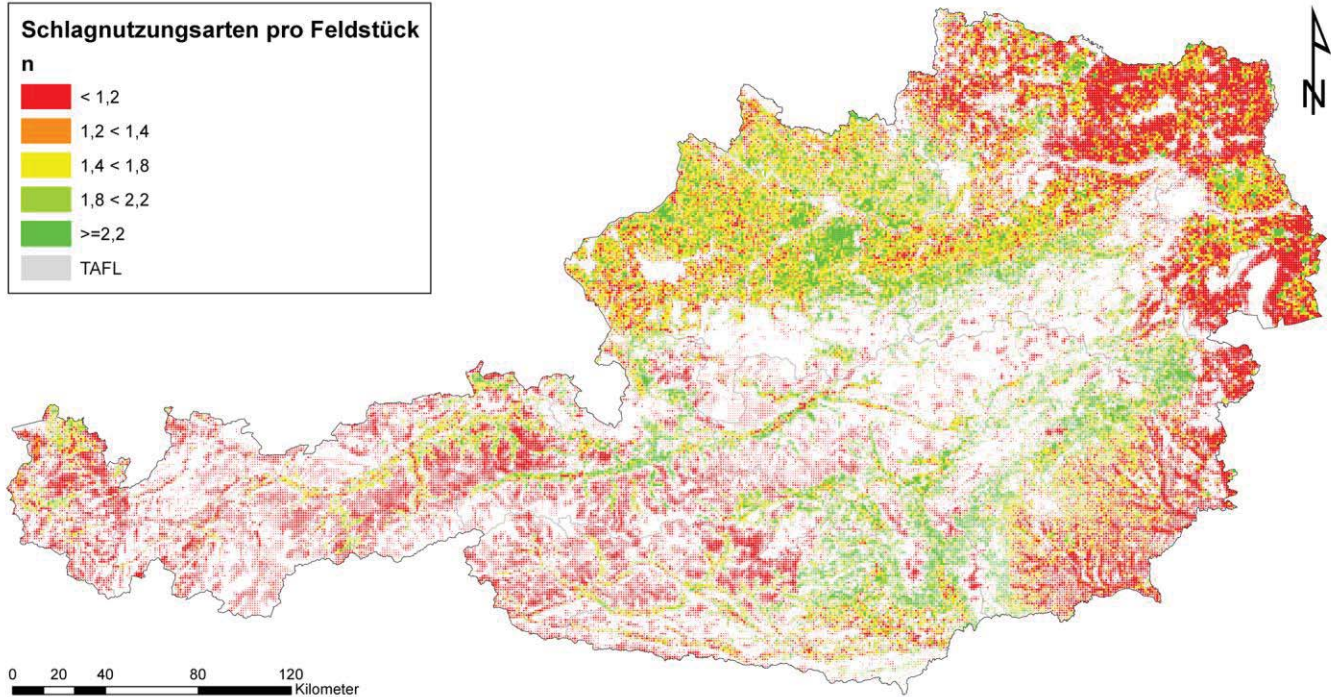 Schlagnutzungsarten pro Feldstück
n
< 1,2
1,2 < 1,4
1,4 < 1,8
1,8 < 2,2
>=2,2
TAFL
N
0 20 40 80 120
Kilometer